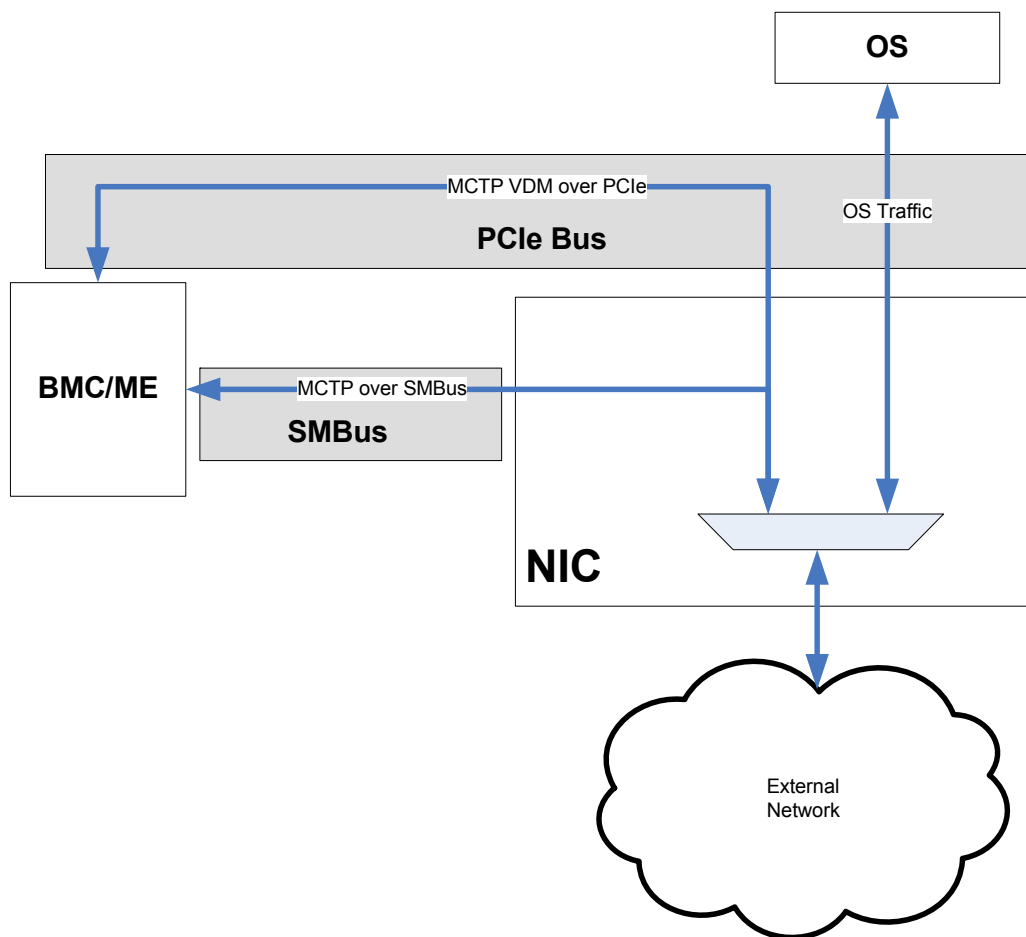 OS
MCTP VDM over PCIe
OS Traffic
PCIe Bus
BMC/ME
MCTP over SMBus
SMBus
NIC
External
Network